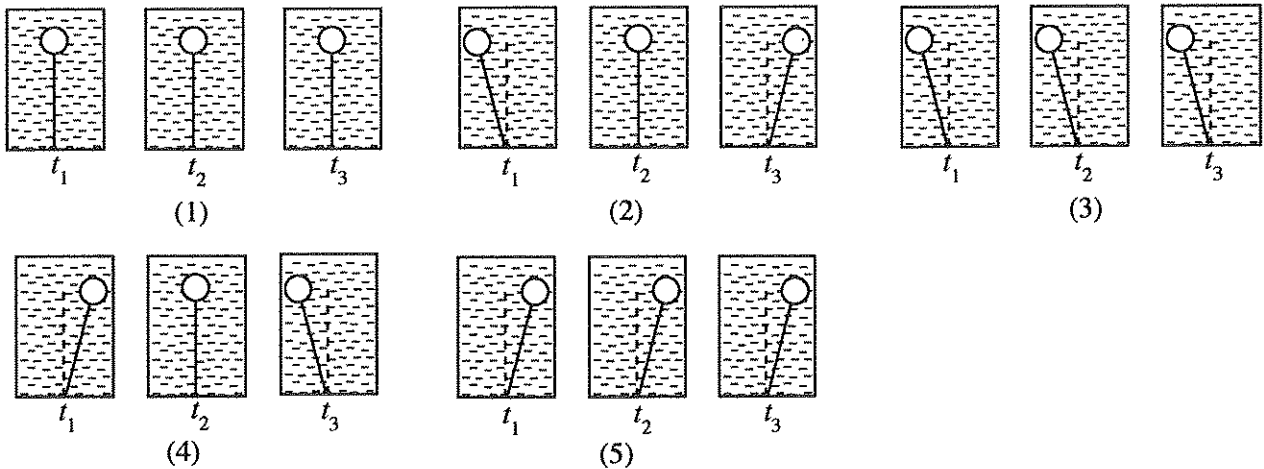 t₁ t₂ t₃ t₁ t₂ t₃ t₁ t₂ t₃
(1) (2) (3)
t₁ t₂ t₃ t₁ t₂ t₃
(4) (5)